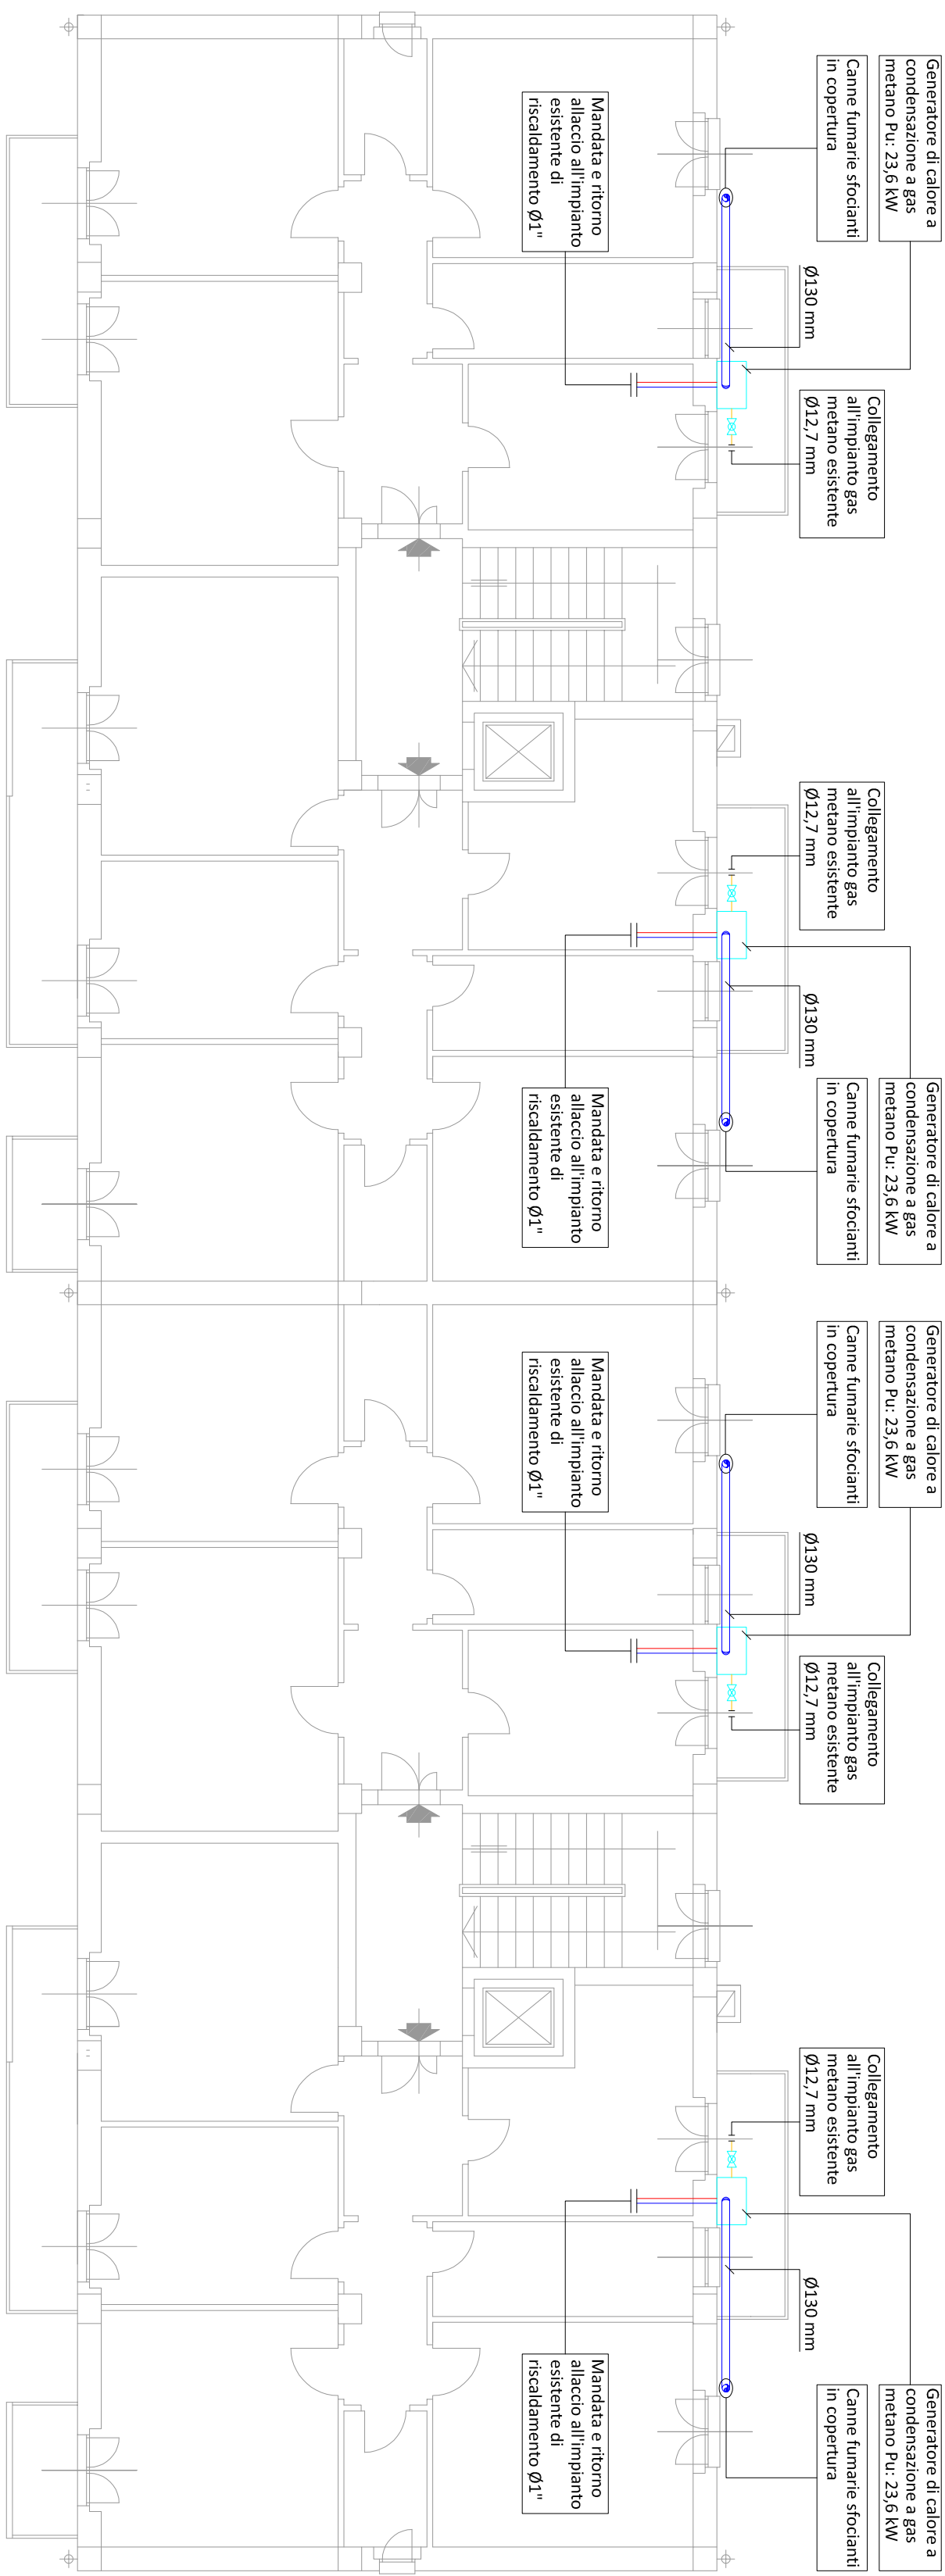 Generatore di calore a
condensazione a gas
metano Pu: 23,6 kW
Canne fumarie sfocianti
in copertura
Ø130 mm
Collegamento
all'impianto gas
metano esistente
Ø12,7 mm
Mandata e ritorno
allaccio all'impianto
esistente di
riscaldamento Ø1"
Collegamento
all'impianto gas
metano esistente
Ø12,7 mm
Ø130 mm
Generatore di calore a
condensazione a gas
metano Pu: 23,6 kW
Canne fumarie sfocianti
in copertura
Mandata e ritorno
allaccio all'impianto
esistente di
riscaldamento Ø1"
Generatore di calore a
condensazione a gas
metano Pu: 23,6 kW
Canne fumarie sfocianti
in copertura
Ø130 mm
Collegamento
all'impianto gas
metano esistente
Ø12,7 mm
Mandata e ritorno
allaccio all'impianto
esistente di
riscaldamento Ø1"
Collegamento
all'impianto gas
metano esistente
Ø12,7 mm
Ø130 mm
Generatore di calore a
condensazione a gas
metano Pu: 23,6 kW
Canne fumarie sfocianti
in copertura
Mandata e ritorno
allaccio all'impianto
esistente di
riscaldamento Ø1"